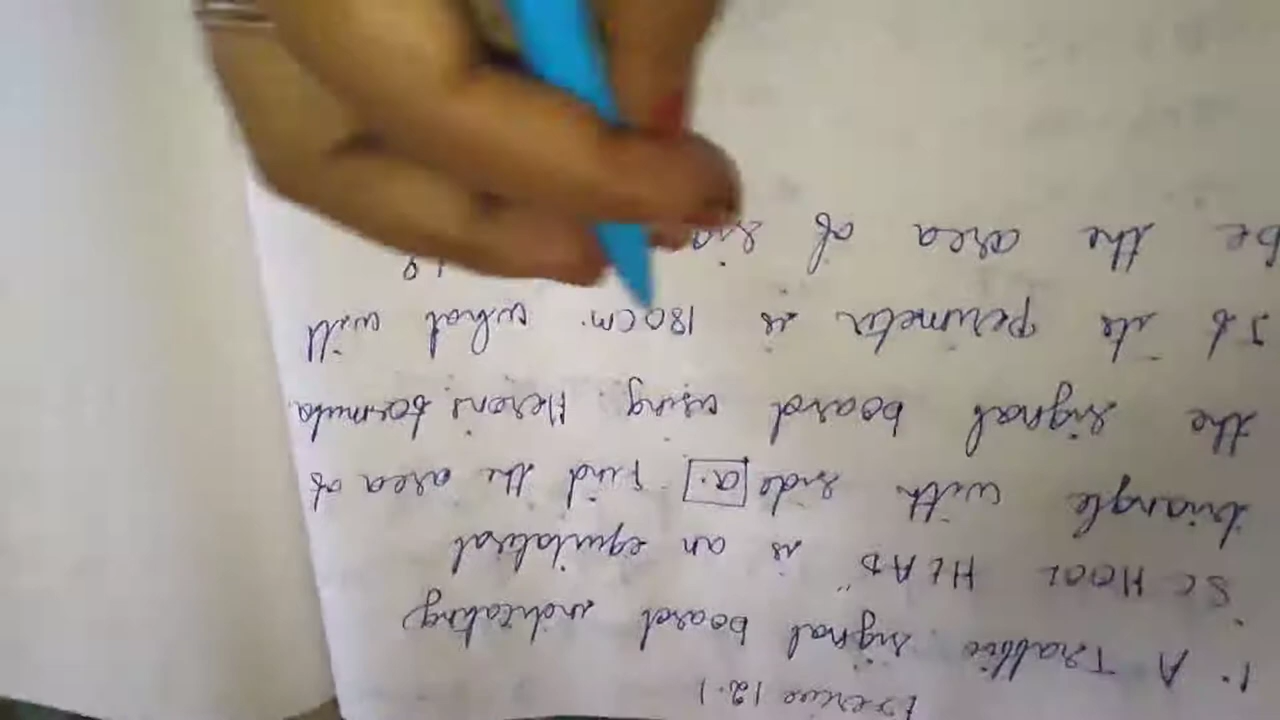 Exercise 12.1
1. A Traffic signal board indicating
SCHOOL HEAD" is an equilateral
triangle with side a. Find the area of
the signal board using Heron's formula.
If its perimeter is 180cm. what will
be the area of